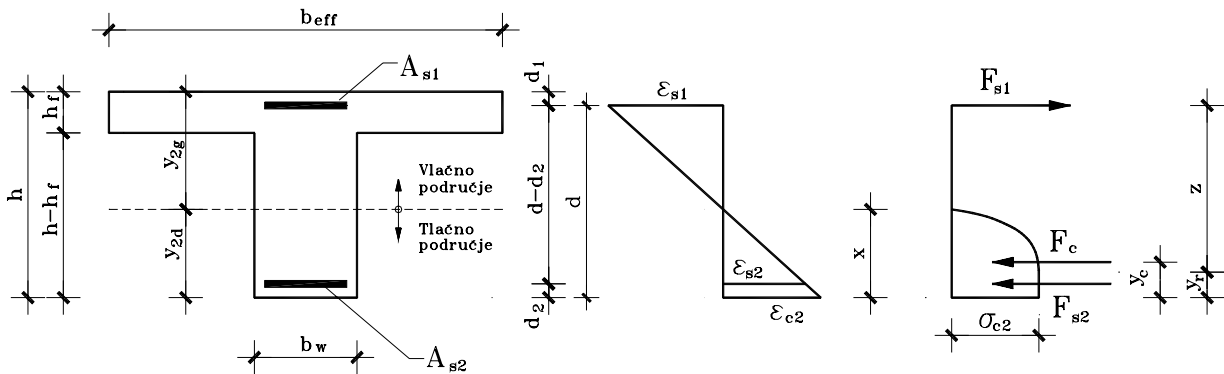 b_eff
A_s1
h
h_f
h-h_f
y_2g
y_2d
Vlačno
područje
Tlačno
područje
b_w
A_s2
d_1
d-d_2
d_2
d
ε_s1
ε_s2
ε_c2
x
F_s1
F_c
F_s2
σ_c2
y_c
y_r
z